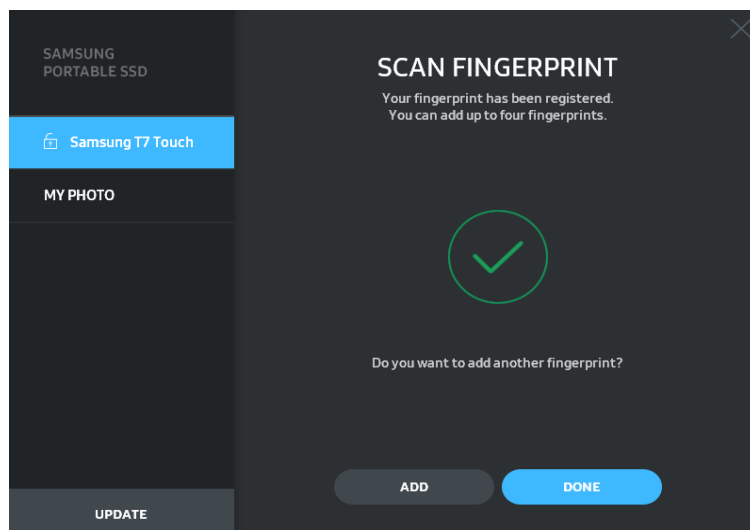 SAMSUNG
PORTABLE SSD
Samsung T7 Touch
MY PHOTO
UPDATE
SCAN FINGERPRINT
Your fingerprint has been registered.
You can add up to four fingerprints.
Do you want to add another fingerprint?
ADD
DONE